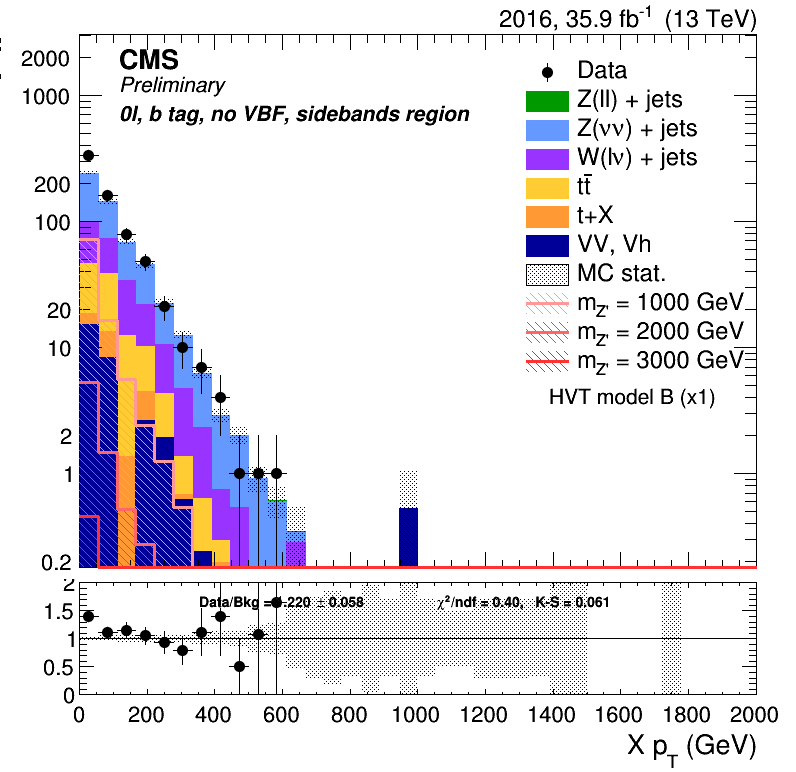 2016, 35.9 fb⁻¹ (13 TeV)
CMS
Preliminary
0l, b tag, no VBF, sidebands region
Data
Z(ll) + jets
Z(νν) + jets
W(lν) + jets
tt̄
t+X
VV, Vh
MC stat.
m_Z' = 1000 GeV
m_Z' = 2000 GeV
m_Z' = 3000 GeV
HVT model B (x1)
2000
1000
200
100
20
10
2
1
0.2
Data/Bkg = 1.220 ± 0.058
χ²/ndf = 0.40, K-S = 0.061
2
1.5
1
0.5
0
0 200 400 600 800 1000 1200 1400 1600 1800 2000
X p_T (GeV)